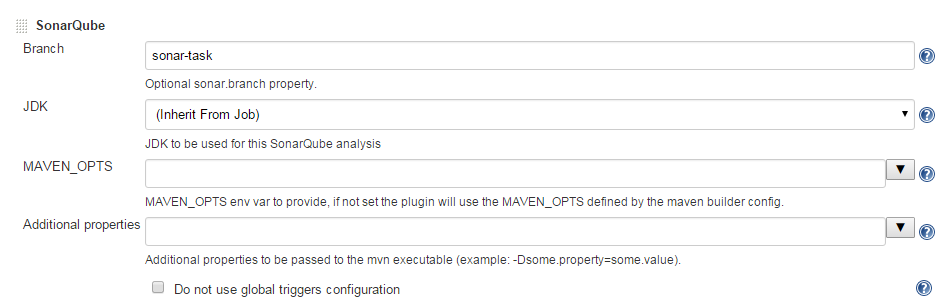 SonarQube
Branch
sonar-task
Optional sonar.branch property.
JDK
(Inherit From Job)
JDK to be used for this SonarQube analysis
MAVEN_OPTS
MAVEN_OPTS env var to provide, if not set the plugin will use the MAVEN_OPTS defined by the maven builder config.
Additional properties
Additional properties to be passed to the mvn executable (example: -Dsome.property=some.value).
Do not use global triggers configuration